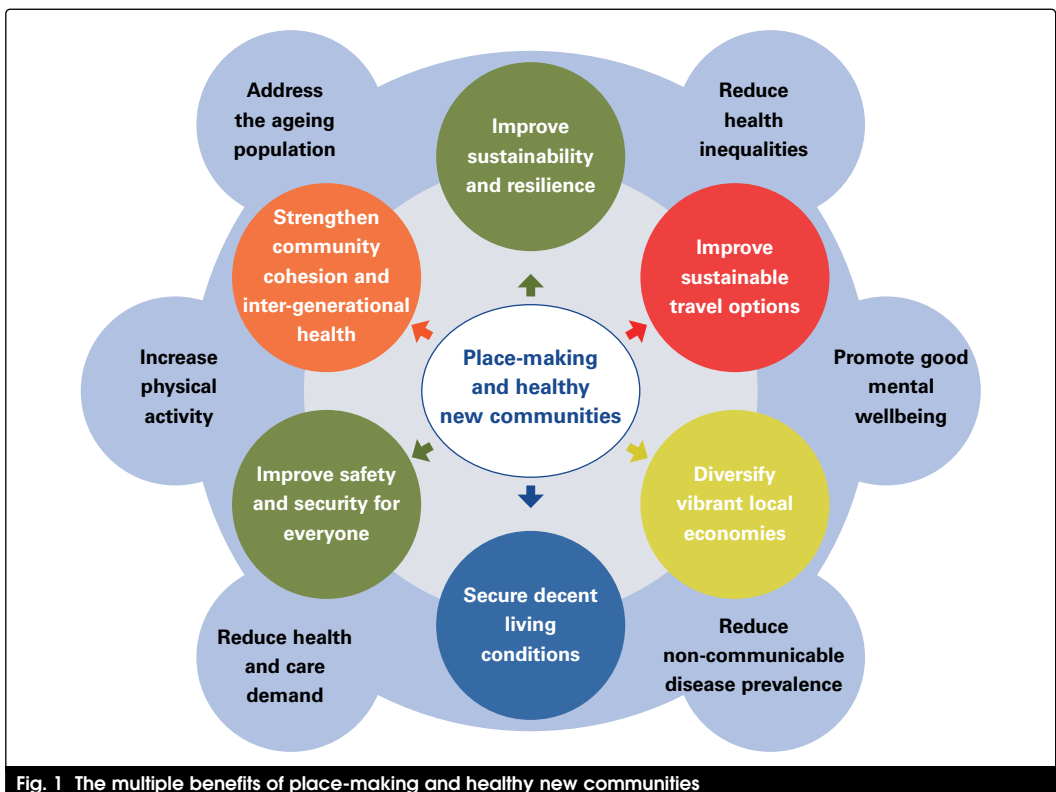 Address
the ageing
population
Reduce
health
inequalities
Improve
sustainability
and resilience
Strengthen
community
cohesion and
inter-generational
health
Improve
sustainable
travel options
Increase
physical
activity
Place-making
and healthy
new communities
Promote good
mental
wellbeing
Improve safety
and security for
everyone
Diversify
vibrant local
economies
Secure decent
living
conditions
Reduce health
and care
demand
Reduce
non-communicable
disease prevalence
Fig. 1 The multiple benefits of place-making and healthy new communities